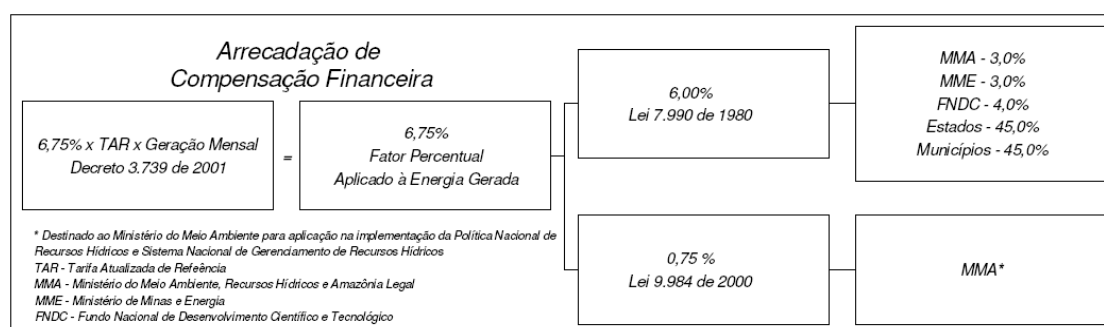 Arrecadação de
Compensação Financeira
6,75% x TAR x Geração Mensal
Decreto 3.739 de 2001
=
6,75%
Fator Percentual
Aplicado à Energia Gerada
6,00%
Lei 7.990 de 1980
MMA - 3,0%
MME - 3,0%
FNDC - 4,0%
Estados - 45,0%
Municípios - 45,0%
0,75 %
Lei 9.984 de 2000
MMA*
* Destinado ao Ministério do Meio Ambiente para aplicação na implementação da Política Nacional de
Recursos Hídricos e Sistema Nacional de Gerenciamento de Recursos Hídricos
TAR - Tarifa Atualizada de Refeência
MMA - Ministério do Meio Ambiente, Recursos Hídricos e Amazônia Legal
MME - Ministério de Minas e Energia
FNDC - Fundo Nacional de Desenvolvimento Científico e Tecnológico